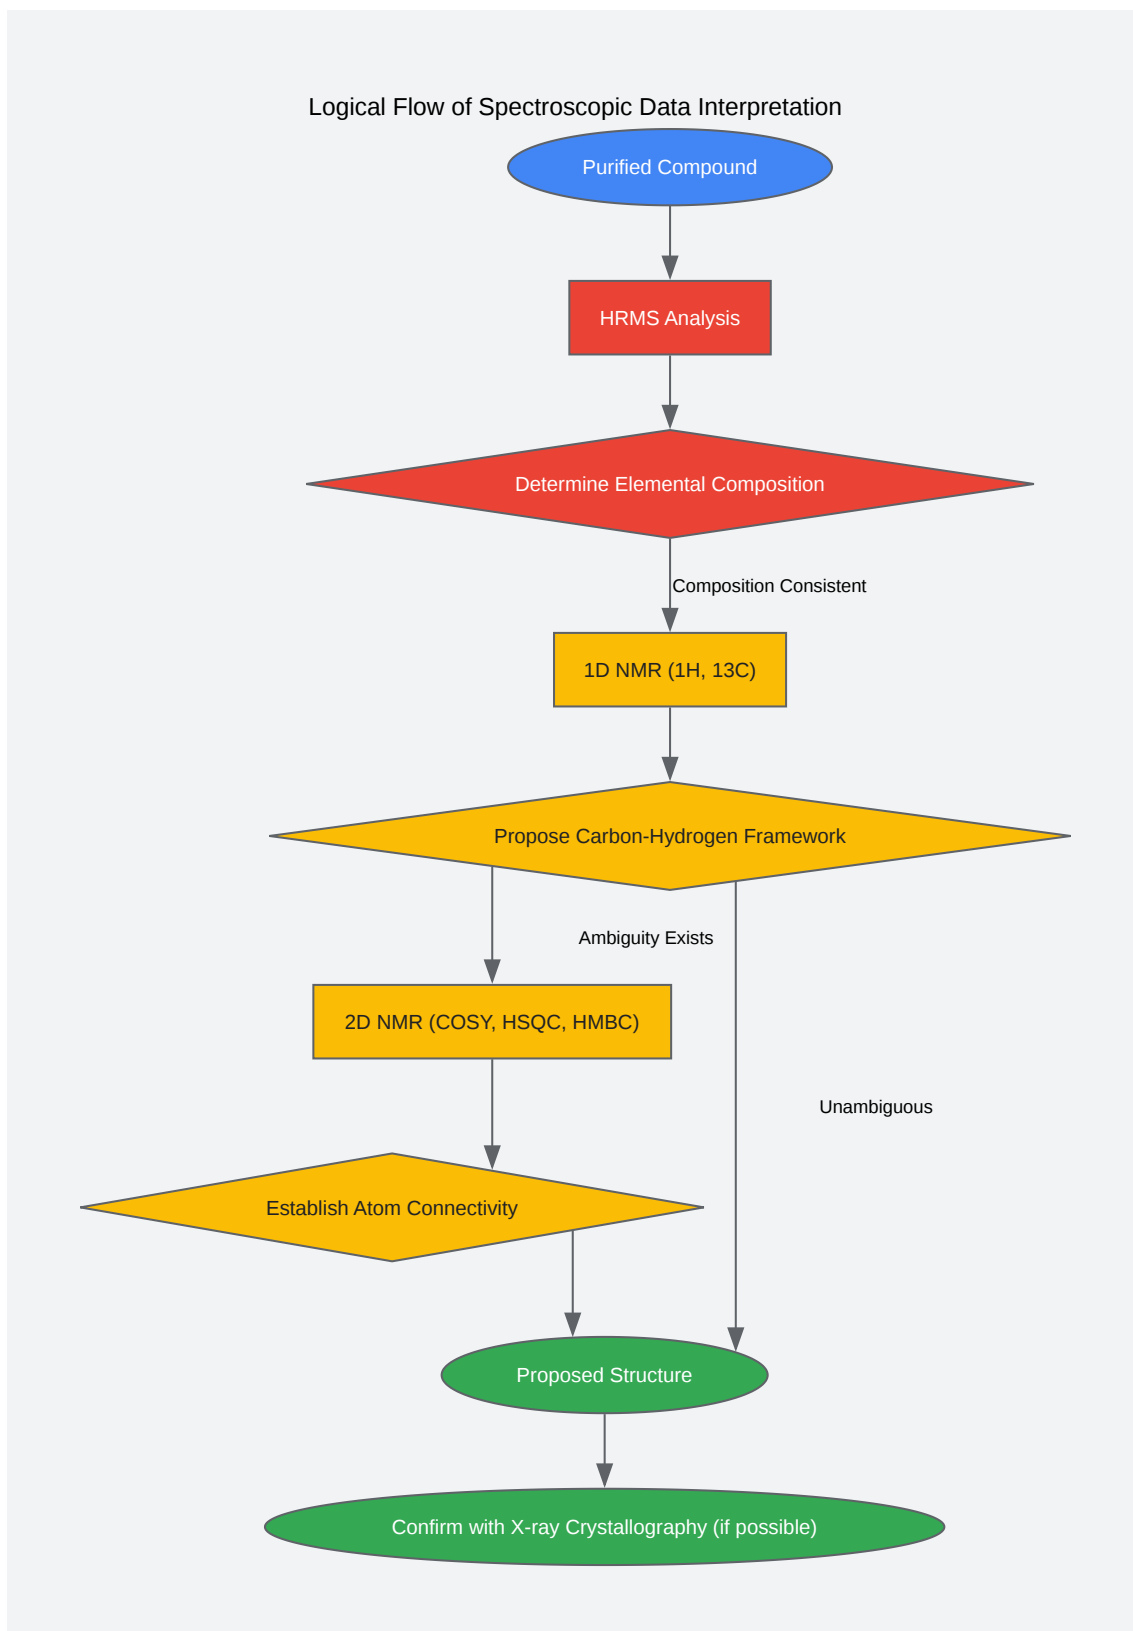 Logical Flow of Spectroscopic Data Interpretation
Purified Compound
HRMS Analysis
Determine Elemental Composition
Composition Consistent
1D NMR (1H, 13C)
Propose Carbon-Hydrogen Framework
Ambiguity Exists
2D NMR (COSY, HSQC, HMBC)
Unambiguous
Establish Atom Connectivity
Proposed Structure
Confirm with X-ray Crystallography (if possible)